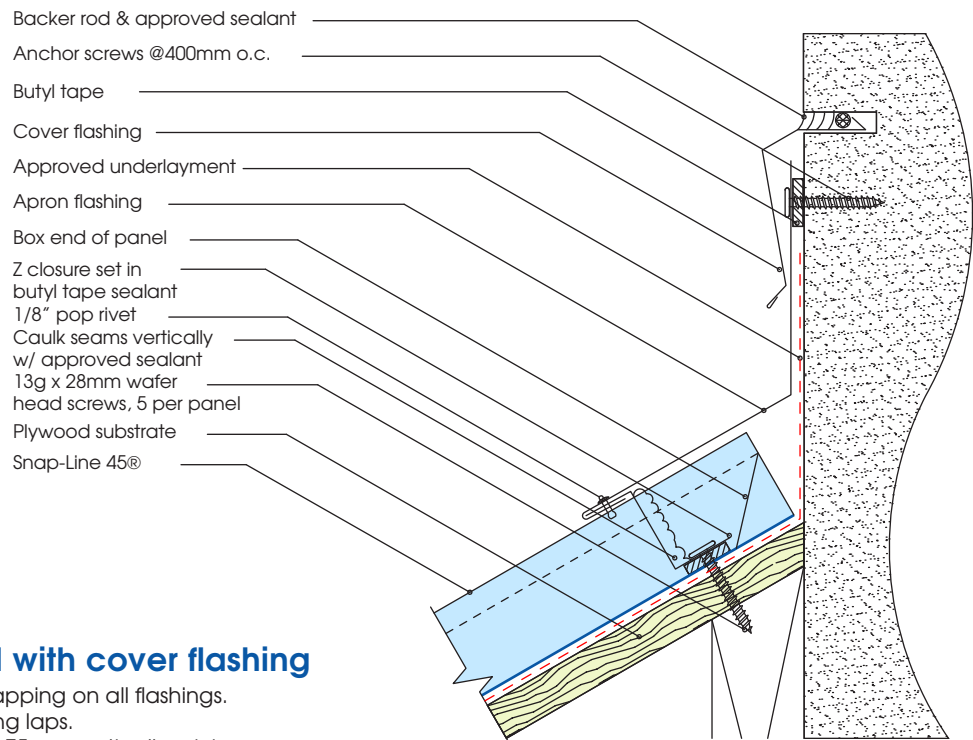 Backer rod & approved sealant
Anchor screws @400mm o.c.
Butyl tape
Cover flashing
Approved underlayment
Apron flashing
Box end of panel
Z closure set in
butyl tape sealant
1/8” pop rivet
Caulk seams vertically
w/ approved sealant
13g x 28mm wafer
head screws, 5 per panel
Plywood substrate
Snap-Line 45®
with cover flashing
apping on all flashings.
ng laps.